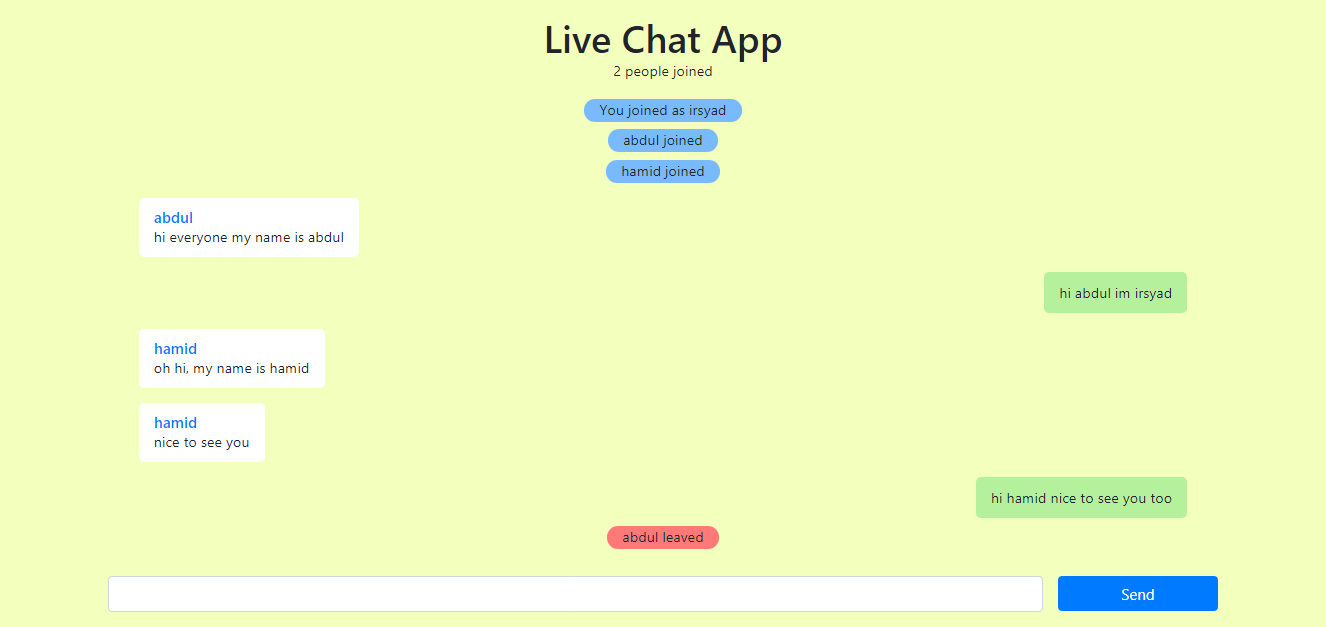 Live Chat App
2 people joined
You joined as irsyad
abdul joined
hamid joined
abdul
hi everyone my name is abdul
hi abdul im irsyad
hamid
oh hi, my name is hamid
hamid
nice to see you
hi hamid nice to see you too
abdul leaved
Send